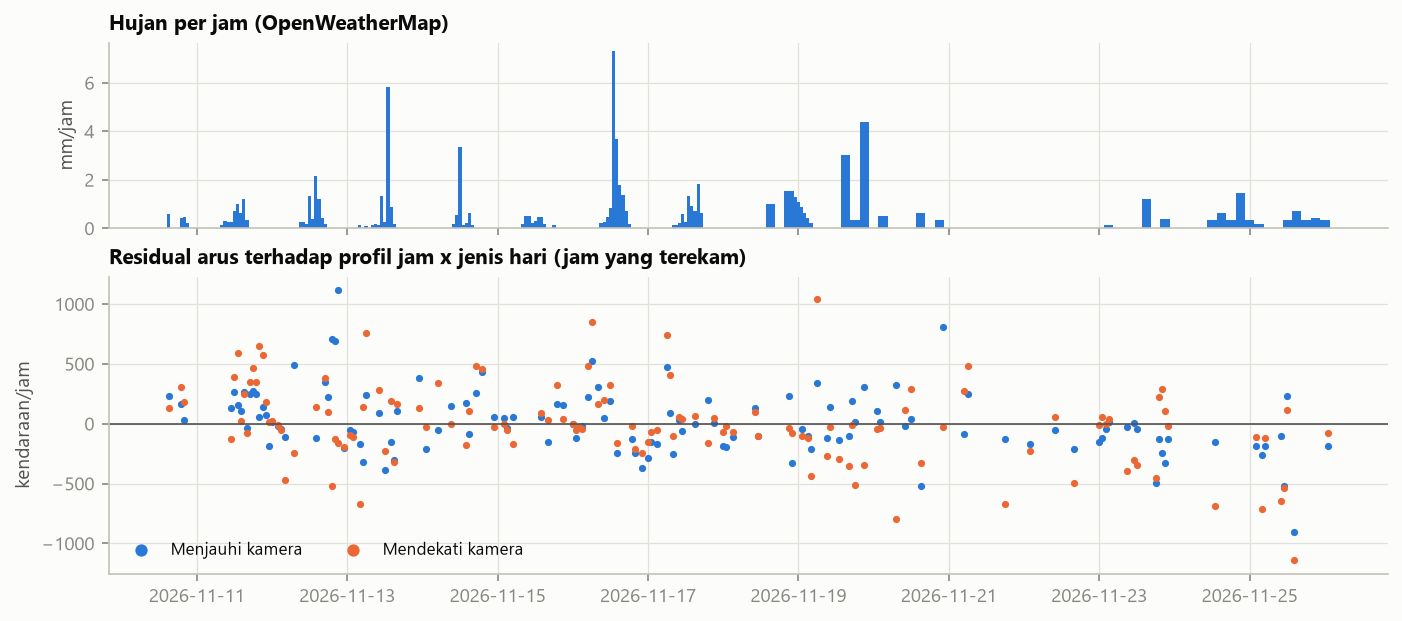 Hujan per jam (OpenWeatherMap)
mm/jam
6
4
2
0
Residual arus terhadap profil jam x jenis hari (jam yang terekam)
kendaraan/jam
1000
500
0
−500
−1000
Menjauhi kamera
Mendekati kamera
2026-11-11
2026-11-13
2026-11-15
2026-11-17
2026-11-19
2026-11-21
2026-11-23
2026-11-25